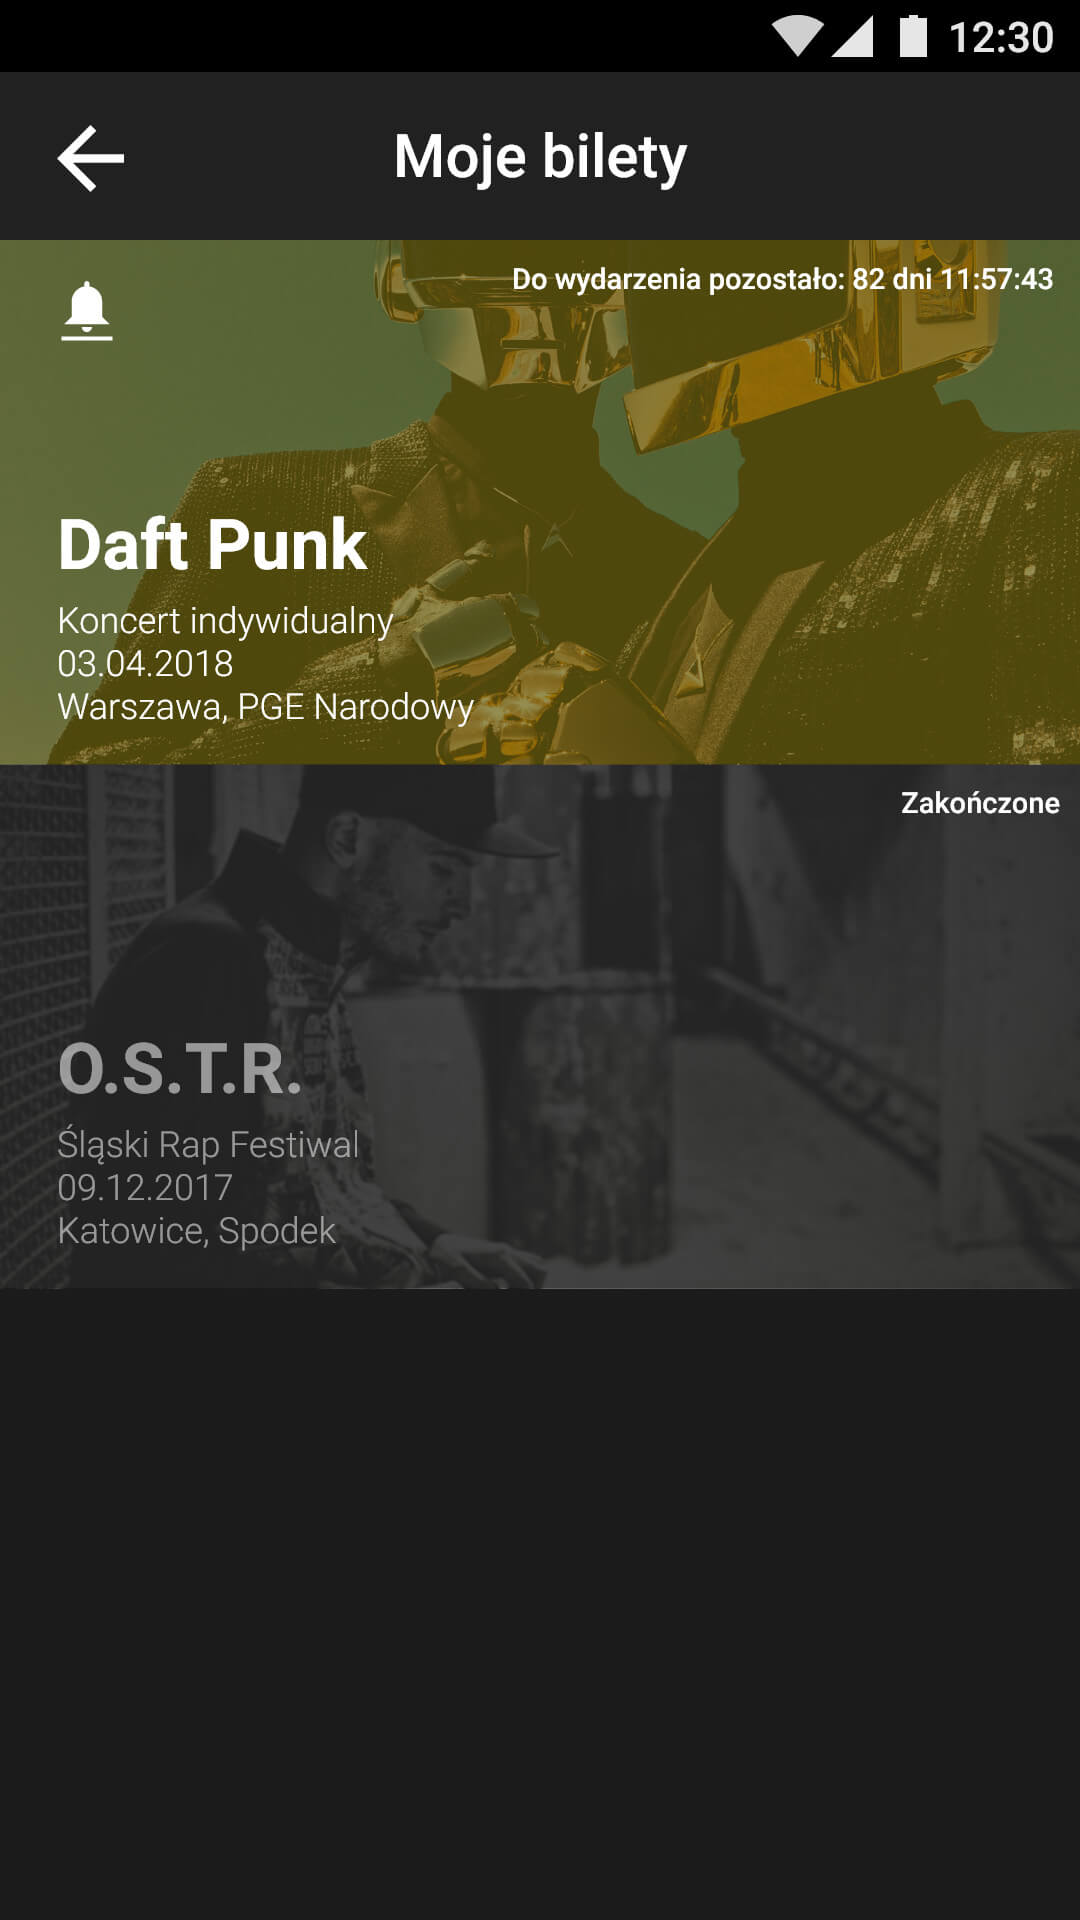 12:30
Moje bilety
Do wydarzenia pozostało: 82 dni 11:57:43
Daft Punk
Koncert indywidualny
03.04.2018
Warszawa, PGE Narodowy
Zakończone
O.S.T.R.
Śląski Rap Festiwal
09.12.2017
Katowice, Spodek